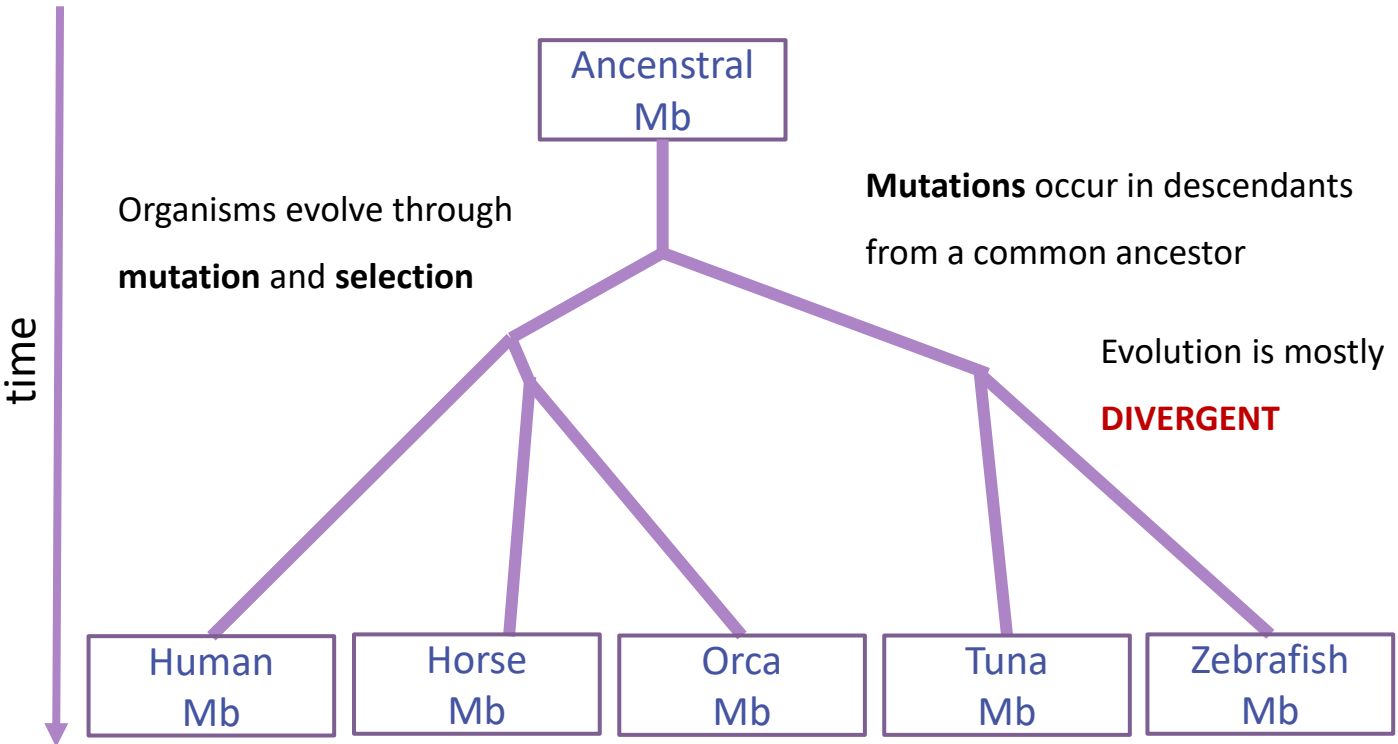 Ancenstral
Mb
Organisms evolve through
mutation and selection
Mutations occur in descendants
from a common ancestor
Evolution is mostly
DIVERGENT
time
Human
Mb
Horse
Mb
Orca
Mb
Tuna
Mb
Zebrafish
Mb